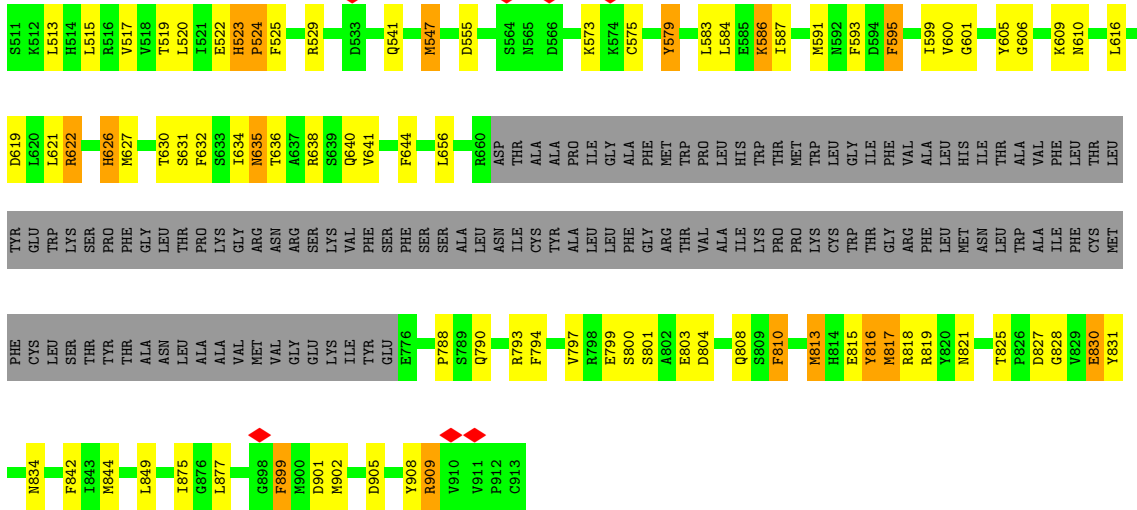 S511 K512 L513 H514 L515 R516 V517 V518 T519 L520 I521 E522 H523 P524 F525 R529 D533 Q541 M547 D555 S564 N565 D566 K573 K574 C575 Y579 L583 L584 E585 K586 I587 M591 N592 F593 D594 F595 I599 V600 G601 Y605 G606 K609 N610 L616
D619 L620 L621 R622 H626 M627 T630 S631 F632 S633 I634 N635 T636 A637 R638 S639 Q640 V641 F644 L656 R660 ASP THR ALA ALA PRO ILE GLY ALA PHE MET TRP PRO LEU HIS TRP THR MET TRP LEU GLY ILE PHE VAL ALA LEU HIS ILE THR ALA VAL PHE LEU THR LEU
TYR GLU TRP LYS SER PRO PHE GLY LEU THR PRO LYS GLY ARG ASN ARG SER LYS VAL PHE SER PHE SER SER ALA LEU ASN ILE CYS TYR ALA LEU LEU PHE GLY ARG THR VAL ALA ILE LYS PRO PRO LYS CYS TRP THR GLY ARG PHE LEU MET ASN LEU TRP ALA ILE PHE CYS MET
PHE CYS LEU SER THR TYR THR ALA ASN LEU ALA ALA VAL MET VAL GLY GLU LYS ILE TYR GLU E776 P788 S789 Q790 R793 F794 V797 R798 E799 S800 S801 A802 E803 D804 Q808 S809 F810 M813 H814 E815 Y816 M817 R818 R819 Y820 N821 T825 P826 D827 G828 V829 E830 Y831
N834 F842 I843 M844 L849 I875 G876 L877 G898 F899 M900 D901 M902 D905 Y908 R909 V910 V911 P912 C913